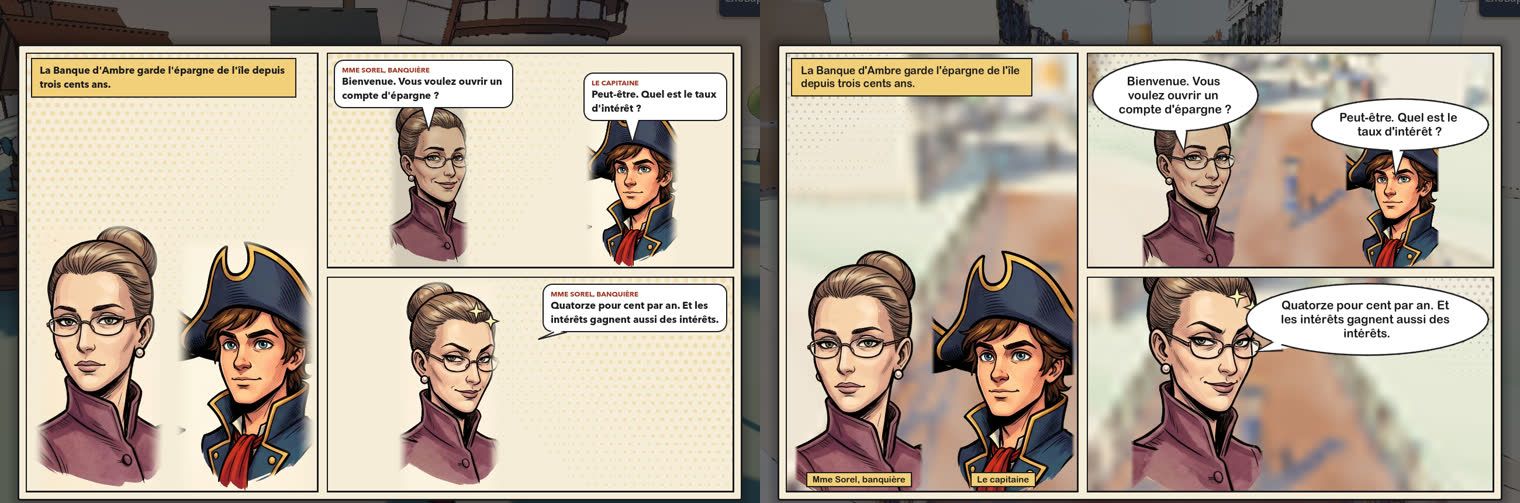 La Banque d'Ambre garde l'épargne de l'île depuis
trois cents ans.
MME SOREL, BANQUIÈRE
Bienvenue. Vous voulez ouvrir un
compte d'épargne ?
LE CAPITAINE
Peut-être. Quel est le taux
d'intérêt ?
MME SOREL, BANQUIÈRE
Quatorze pour cent par an. Et les
intérêts gagnent aussi des intérêts.
La Banque d'Ambre garde l'épargne de l'île
depuis trois cents ans.
Mme Sorel, banquière
Le capitaine
Bienvenue. Vous
voulez ouvrir un
compte d'épargne ?
Peut-être. Quel est le
taux d'intérêt ?
Quatorze pour cent par an. Et
les intérêts gagnent aussi des
intérêts.